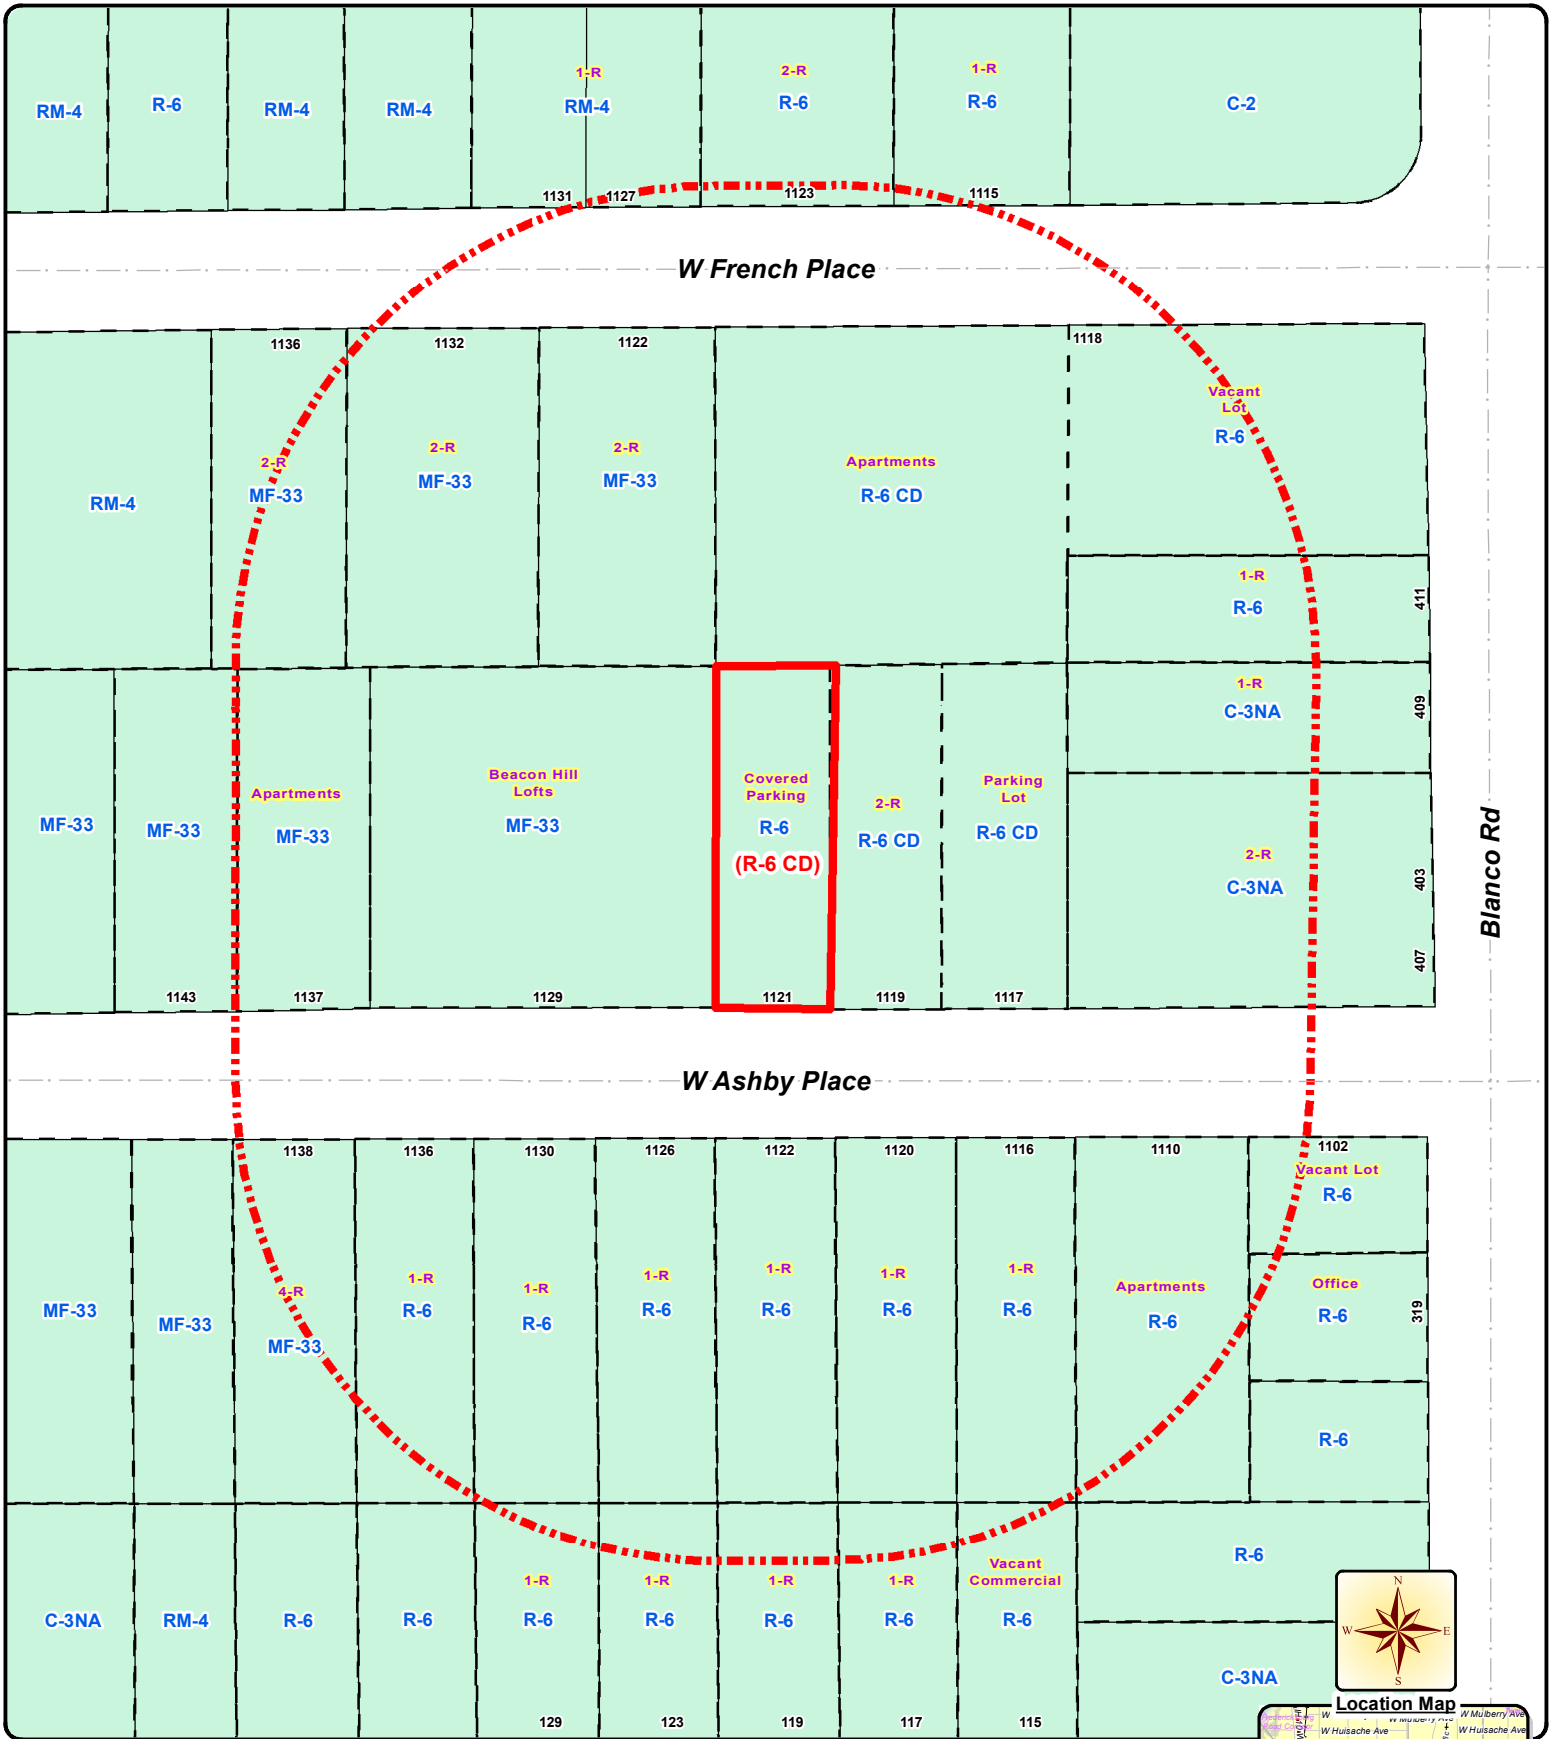 1-R
2-R
1-R
RM-4
R-6
RM-4
RM-4
RM-4
R-6
R-6
C-2
1131
1127
1123
1115
W French Place
1136
1132
1122
1118
Vacant
Lot
R-6
2-R
MF-33
2-R
MF-33
2-R
MF-33
Apartments
R-6 CD
RM-4
1-R
R-6
411
1-R
C-3NA
409
MF-33
MF-33
Apartments
MF-33
Beacon Hill
Lofts
MF-33
Covered
Parking
R-6
(R-6 CD)
2-R
R-6 CD
Parking
Lot
R-6 CD
2-R
C-3NA
403
407
Blanco Rd
1143
1137
1129
1121
1119
1117
W Ashby Place
1138
1136
1130
1126
1122
1120
1116
1110
1102
Vacant Lot
R-6
MF-33
MF-33
4-R
MF-33
1-R
R-6
1-R
R-6
1-R
R-6
1-R
R-6
1-R
R-6
1-R
R-6
Apartments
R-6
Office
R-6
319
R-6
R-6
C-3NA
RM-4
R-6
R-6
1-R
R-6
1-R
R-6
1-R
R-6
1-R
R-6
Vacant
Commercial
R-6
C-3NA
129
123
119
117
115
N
W
E
S
Location Map
W Mulberry Ave
W Mulberry Ave
W Huisache Ave
W Huisache Ave